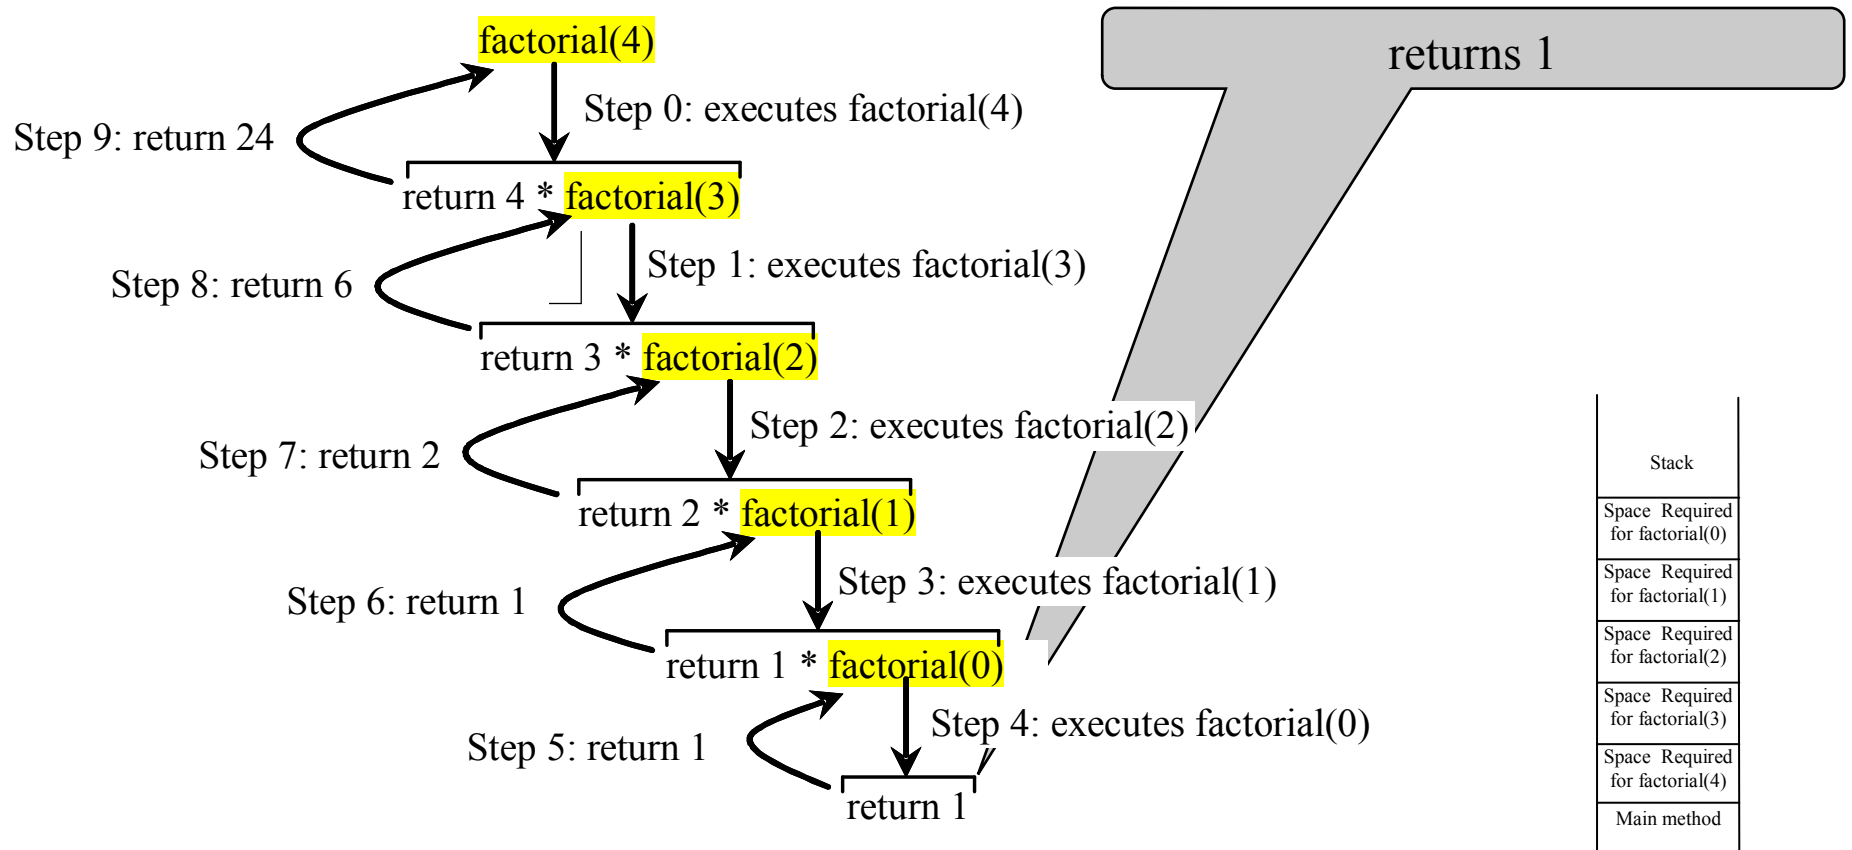 factorial(4)
returns 1
Step 0: executes factorial(4)
Step 9: return 24
return 4 * factorial(3)
Step 1: executes factorial(3)
Step 8: return 6
return 3 * factorial(2)
Step 2: executes factorial(2)
Step 7: return 2
return 2 * factorial(1)
Step 3: executes factorial(1)
Step 6: return 1
return 1 * factorial(0)
Step 4: executes factorial(0)
Step 5: return 1
return 1
Stack
Space Required
for factorial(0)
Space Required
for factorial(1)
Space Required
for factorial(2)
Space Required
for factorial(3)
Space Required
for factorial(4)
Main method